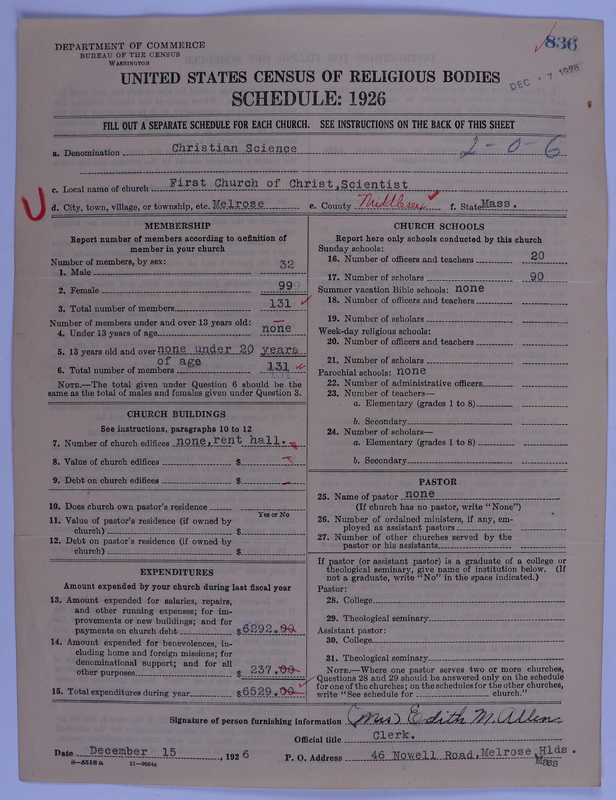 836
DEC 17 1926
DEPARTMENT OF COMMERCE
BUREAU OF THE CENSUS
WASHINGTON
UNITED STATES CENSUS OF RELIGIOUS BODIES
SCHEDULE: 1926
FILL OUT A SEPARATE SCHEDULE FOR EACH CHURCH. SEE INSTRUCTIONS ON THE BACK OF THIS SHEET
a. Denomination Christian Science 2-0-6
c. Local name of church First Church of Christ,Scientist
U d. City, town, village, or township, etc. Melrose e. County Middlesex f. State Mass.
MEMBERSHIP
Report number of members according to definition of
member in your church
Number of members, by sex:
1. Male 32
2. Female 99
3. Total number of members 131
Number of members under and over 13 years old:
4. Under 13 years of age none
5. 13 years old and over none under 20 years
of age
6. Total number of members 131
NOTE.—The total given under Question 6 should be the
same as the total of males and females given under Question 3.
CHURCH BUILDINGS
See instructions, paragraphs 10 to 12
7. Number of church edifices none,rent hall.
8. Value of church edifices $
9. Debt on church edifices $
10. Does church own pastor's residence
Yes or No
11. Value of pastor's residence (if owned by
church) $
12. Debt on pastor's residence (if owned by
church) $
EXPENDITURES
Amount expended by your church during last fiscal year
13. Amount expended for salaries, repairs,
and other running expenses; for im-
provements or new buildings; and for
payments on church debt $6292.00
14. Amount expended for benevolences, in-
cluding home and foreign missions; for
denominational support; and for all
other purposes $ 237.00
15. Total expenditures during year $6529.00
CHURCH SCHOOLS
Report here only schools conducted by this church
Sunday schools:
16. Number of officers and teachers 20
17. Number of scholars 90
Summer vacation Bible schools: none
18. Number of officers and teachers
19. Number of scholars
Week-day religious schools:
20. Number of officers and teachers
21. Number of scholars
Parochial schools: none
22. Number of administrative officers
23. Number of teachers—
a. Elementary (grades 1 to 8)
b. Secondary
24. Number of scholars—
a. Elementary (grades 1 to 8)
b. Secondary
PASTOR
25. Name of pastor none
(If church has no pastor, write "None")
26. Number of ordained ministers, if any, em-
ployed as assistant pastors
27. Number of other churches served by the
pastor or his assistants
If pastor (or assistant pastor) is a graduate of a college or
theological seminary, give name of institution below. (If
not a graduate, write "No" in the space indicated.)
Pastor:
28. College
29. Theological seminary
Assistant pastor:
30. College
31. Theological seminary
NOTE.—Where one pastor serves two or more churches,
Questions 28 and 29 should be answered only on the schedule
for one of the churches; on the schedules for the other churches,
write "See schedule for church."
Signature of person furnishing information (Mrs) Edith M. Allen.
Official title Clerk.
Date December 15, 1926 P. O. Address 46 Nowell Road,Melrose Hlds.
Mass
8-5518a 11-9524c